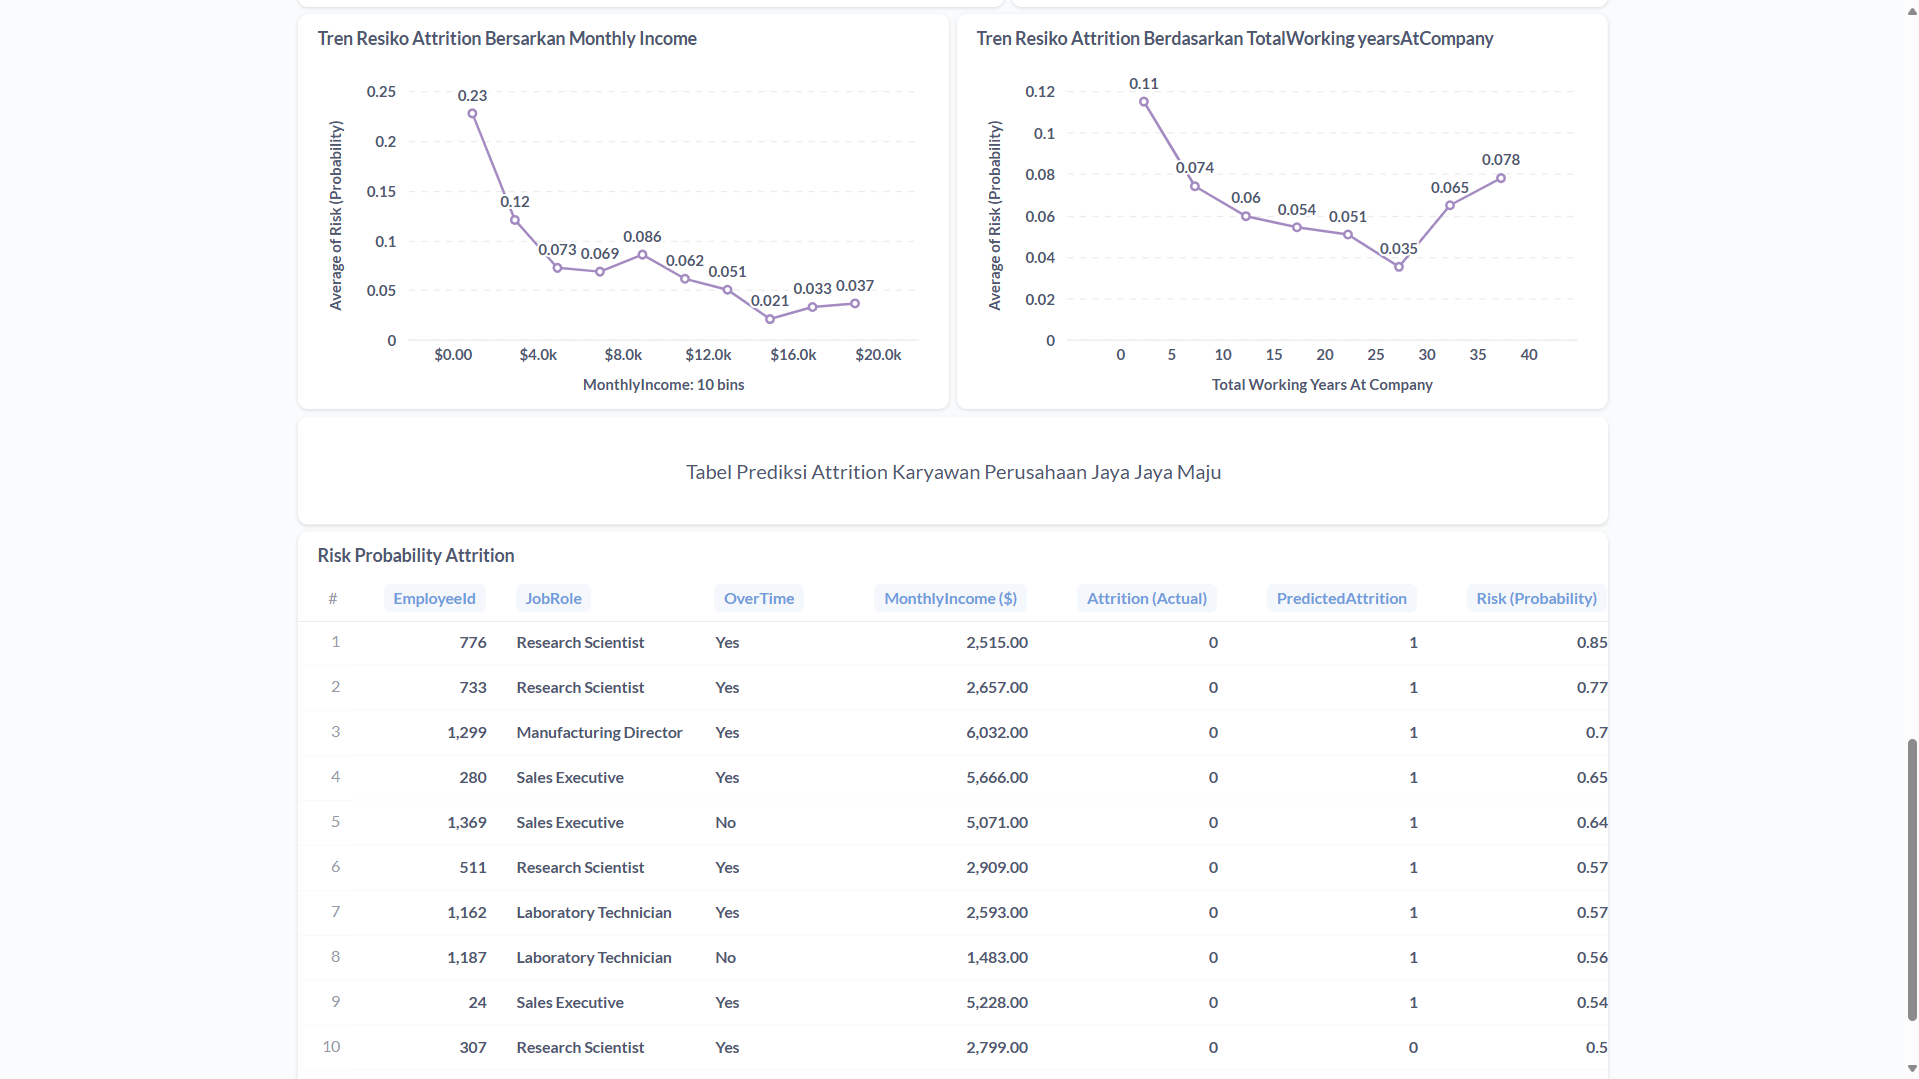 Tren Resiko Attrition Bersarkan Monthly Income
0.25
0.2
0.15
0.1
0.05
0
Average of Risk (Probability)
0.23
0.12
0.073
0.069
0.086
0.062
0.051
0.021
0.033
0.037
$0.00 $4.0k $8.0k $12.0k $16.0k $20.0k
MonthlyIncome: 10 bins
Tren Resiko Attrition Berdasarkan TotalWorking yearsAtCompany
0.12
0.1
0.08
0.06
0.04
0.02
0
Average of Risk (Probability)
0.11
0.074
0.06
0.054
0.051
0.035
0.065
0.078
0 5 10 15 20 25 30 35 40
Total Working Years At Company
Tabel Prediksi Attrition Karyawan Perusahaan Jaya Jaya Maju
Risk Probability Attrition
# EmployeeId JobRole OverTime MonthlyIncome ($) Attrition (Actual) PredictedAttrition Risk (Probability)
1 776 Research Scientist Yes 2,515.00 0 1 0.85
2 733 Research Scientist Yes 2,657.00 0 1 0.77
3 1,299 Manufacturing Director Yes 6,032.00 0 1 0.7
4 280 Sales Executive Yes 5,666.00 0 1 0.65
5 1,369 Sales Executive No 5,071.00 0 1 0.64
6 511 Research Scientist Yes 2,909.00 0 1 0.57
7 1,162 Laboratory Technician Yes 2,593.00 0 1 0.57
8 1,187 Laboratory Technician No 1,483.00 0 1 0.56
9 24 Sales Executive Yes 5,228.00 0 1 0.54
10 307 Research Scientist Yes 2,799.00 0 0 0.5